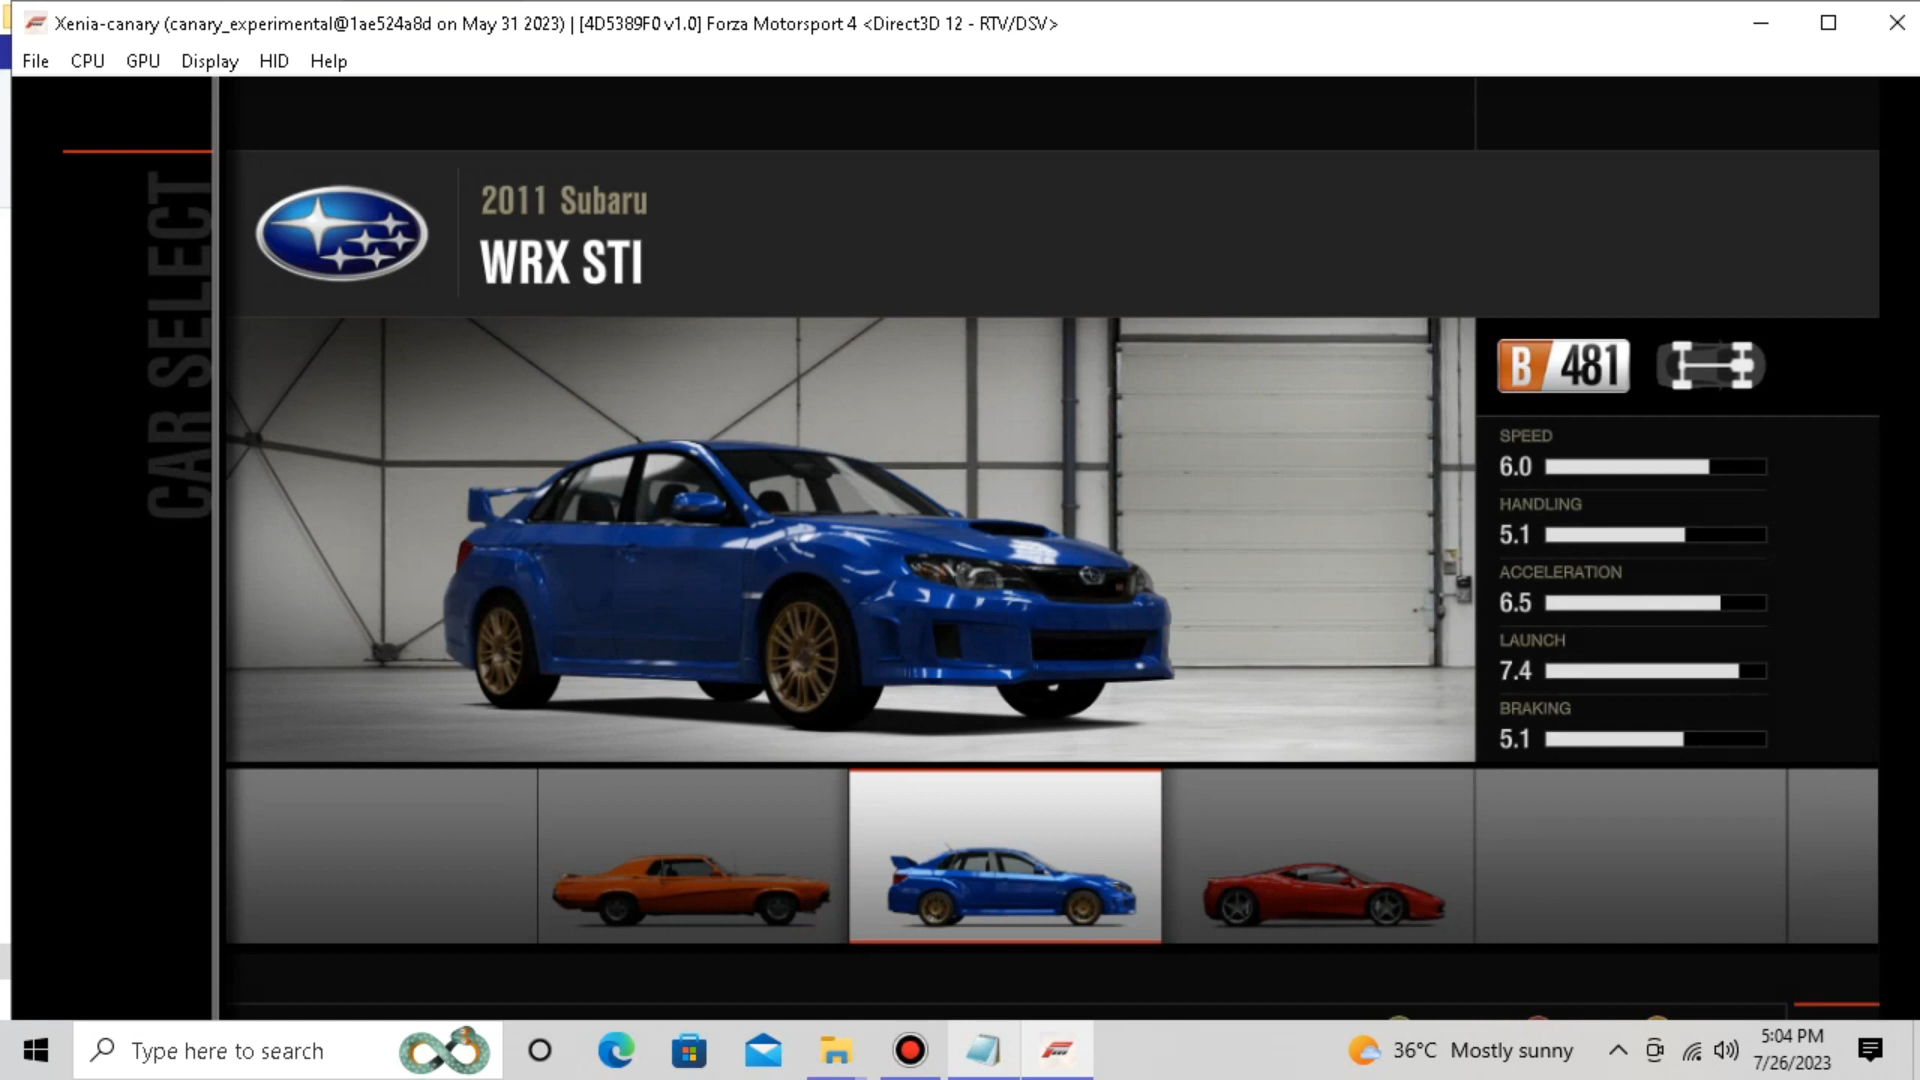 Xenia-canary (canary_experimental@1ae524a8d on May 31 2023) | [4D5389F0 v1.0] Forza Motorsport 4 <Direct3D 12 - RTV/DSV>
File CPU GPU Display HID Help
CAR SELECT
2011 Subaru
WRX STI
B 481
SPEED
6.0
HANDLING
5.1
ACCELERATION
6.5
LAUNCH
7.4
BRAKING
5.1
Type here to search
36°C Mostly sunny
5:04 PM
7/26/2023